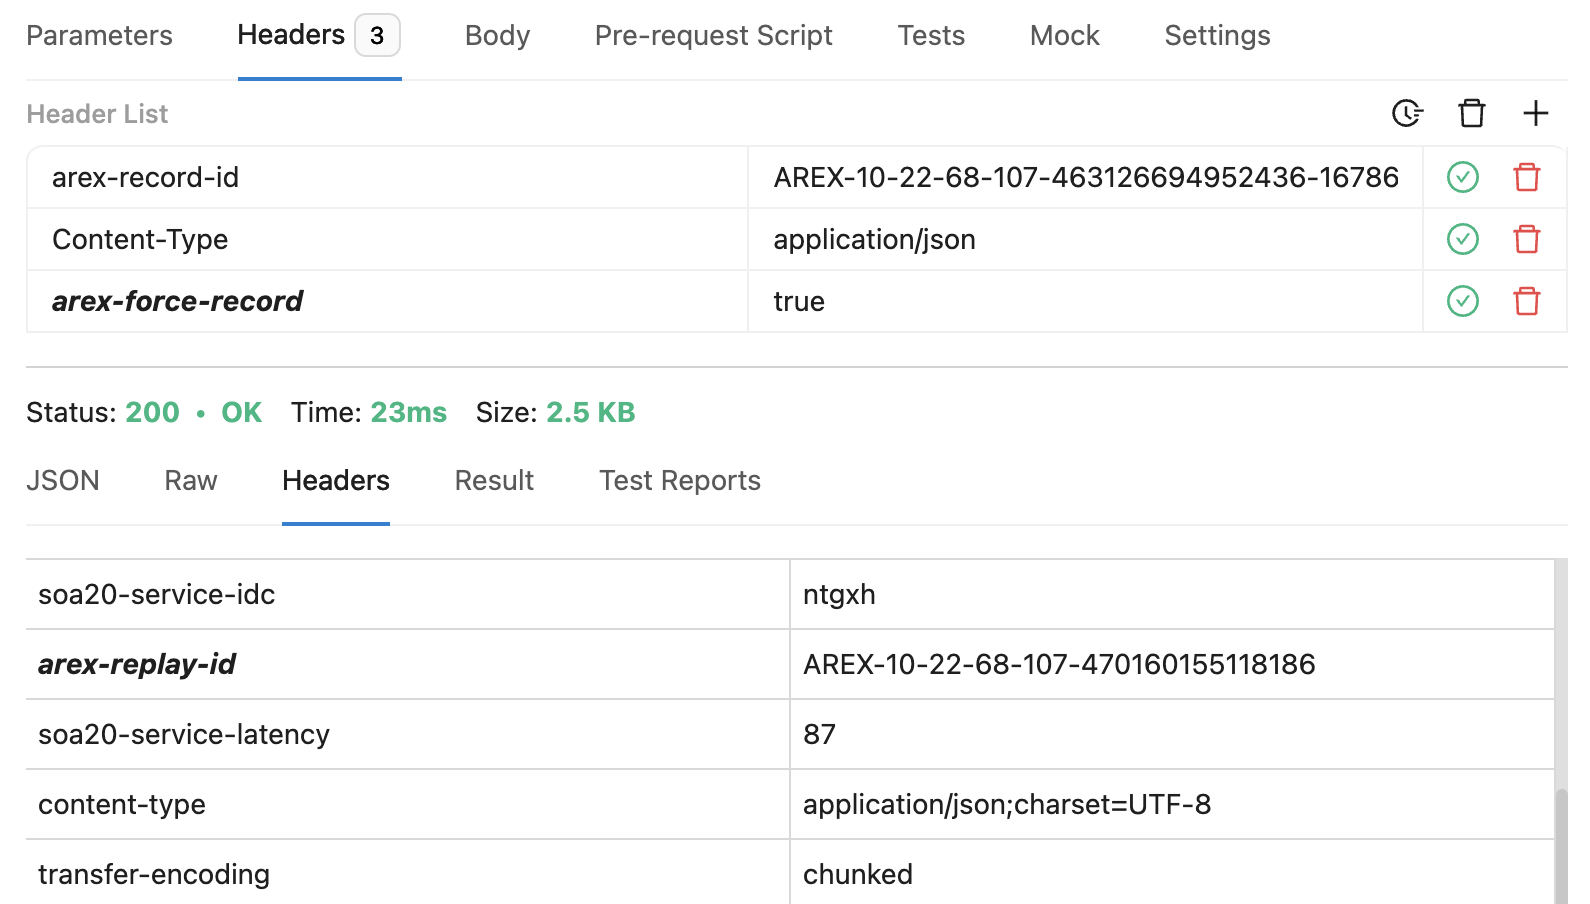 Parameters Headers 3 Body Pre-request Script Tests Mock Settings
Header List
arex-record-id AREX-10-22-68-107-463126694952436-16786
Content-Type application/json
arex-force-record true
Status: 200 • OK Time: 23ms Size: 2.5 KB
JSON Raw Headers Result Test Reports
soa20-service-idc ntgxh
arex-replay-id AREX-10-22-68-107-470160155118186
soa20-service-latency 87
content-type application/json;charset=UTF-8
transfer-encoding chunked